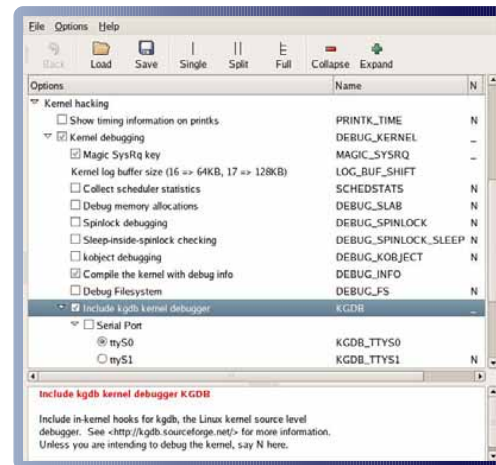 File Options Help
Back Load Save Single Split Full Collapse Expand
Options Name N
Kernel hacking
Show timing information on printks PRINTK_TIME N
Kernel debugging DEBUG_KERNEL _
Magic SysRq key MAGIC_SYSRQ _
Kernel log buffer size (16 => 64KB, 17 => 128KB) LOG_BUF_SHIFT
Collect scheduler statistics SCHEDSTATS N
Debug memory allocations DEBUG_SLAB N
Spinlock debugging DEBUG_SPINLOCK N
Sleep-inside-spinlock checking DEBUG_SPINLOCK_SLEEP N
kobject debugging DEBUG_KOBJECT N
Compile the kernel with debug info DEBUG_INFO
Debug Filesystem DEBUG_FS N
Include kgdb kernel debugger KGDB _
Serial Port
ttyS0 KGDB_TTYS0
ttyS1 KGDB_TTYS1 N
Include kgdb kernel debugger KGDB
Include in-kernel hooks for kgdb, the Linux kernel source level
debugger. See <http://kgdb.sourceforge.net/> for more information.
Unless you are intending to debug the kernel, say N here.